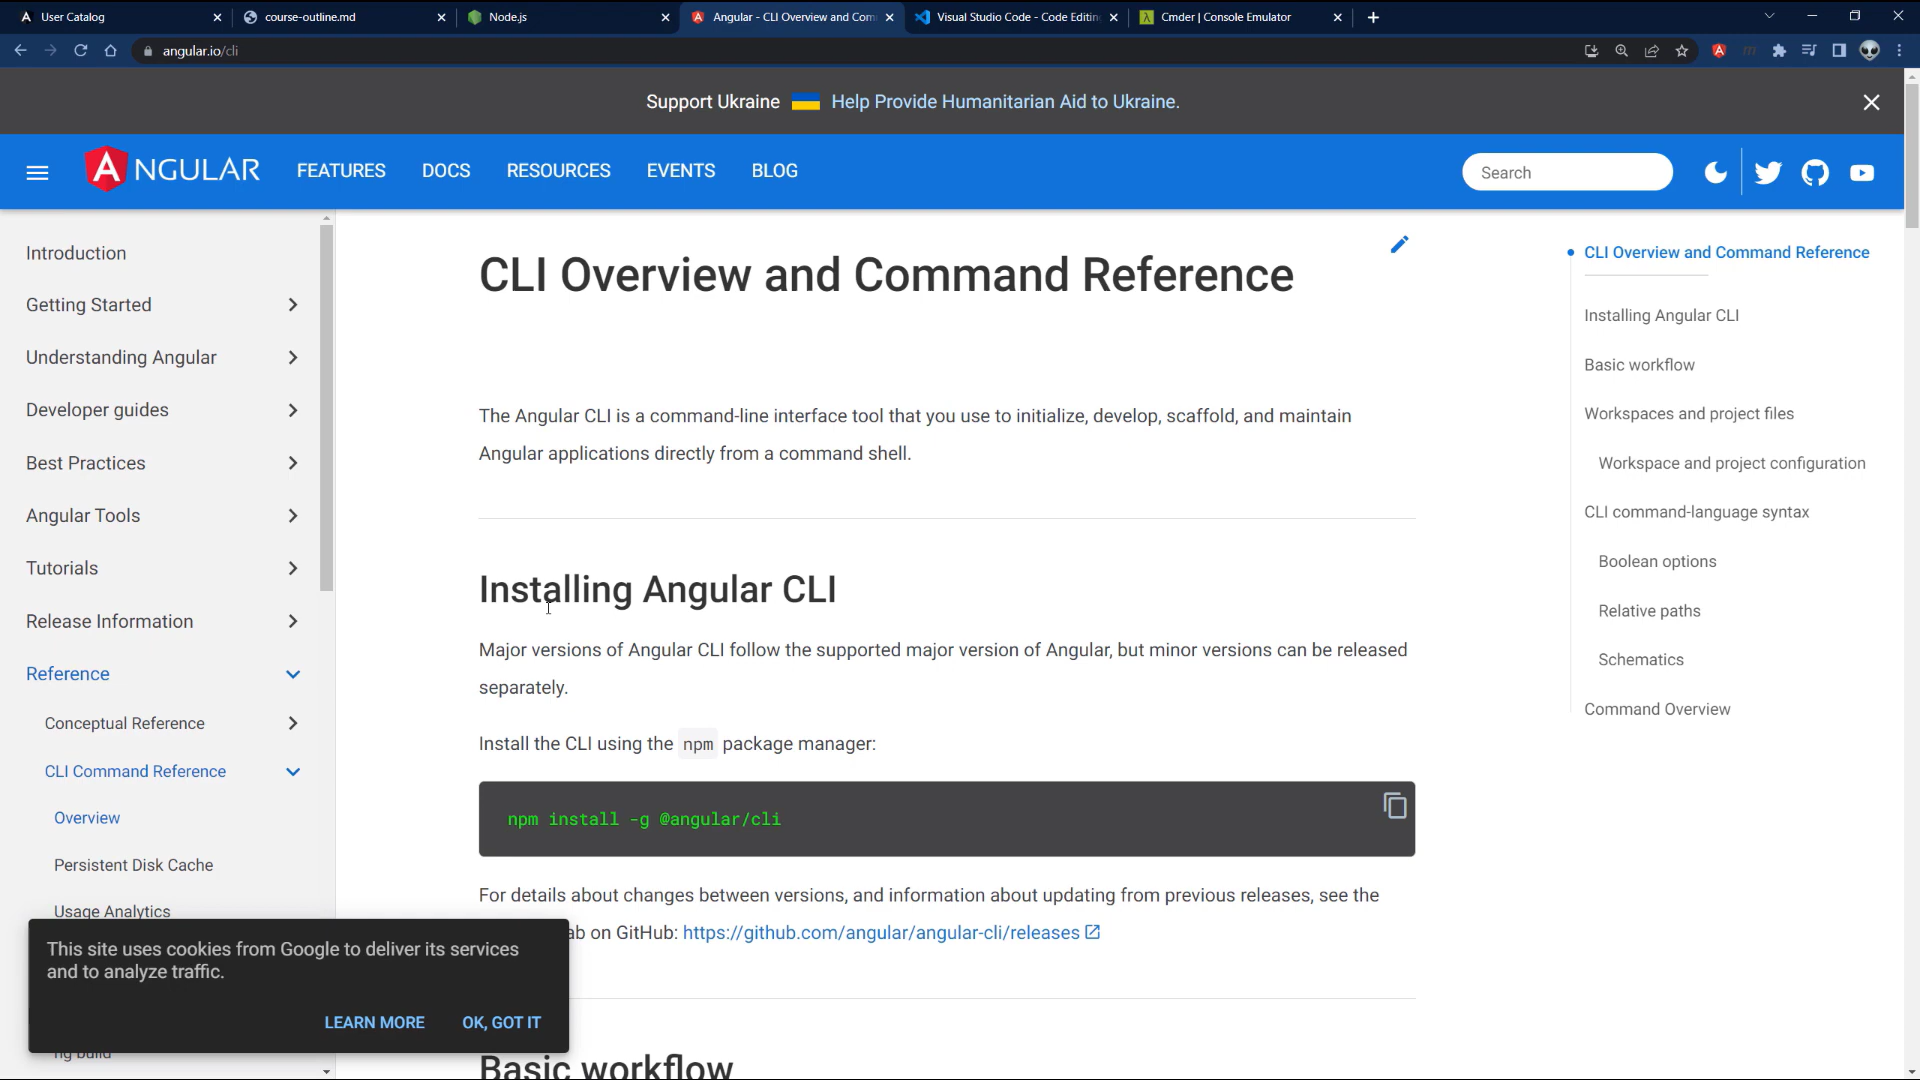 User Catalog
course-outline.md
Node.js
Angular - CLI Overview and Com
Visual Studio Code - Code Editing
Cmder | Console Emulator
angular.io/cli
Support Ukraine Help Provide Humanitarian Aid to Ukraine.
ANGULAR
FEATURES
DOCS
RESOURCES
EVENTS
BLOG
Search
Introduction
Getting Started
Understanding Angular
Developer guides
Best Practices
Angular Tools
Tutorials
Release Information
Reference
Conceptual Reference
CLI Command Reference
Overview
Persistent Disk Cache
Usage Analytics
ng build
CLI Overview and Command Reference
The Angular CLI is a command-line interface tool that you use to initialize, develop, scaffold, and maintain
Angular applications directly from a command shell.
Installing Angular CLI
Major versions of Angular CLI follow the supported major version of Angular, but minor versions can be released
separately.
Install the CLI using the npm package manager:
npm install -g @angular/cli
For details about changes between versions, and information about updating from previous releases, see the
ab on GitHub: https://github.com/angular/angular-cli/releases
Basic workflow
CLI Overview and Command Reference
Installing Angular CLI
Basic workflow
Workspaces and project files
Workspace and project configuration
CLI command-language syntax
Boolean options
Relative paths
Schematics
Command Overview
This site uses cookies from Google to deliver its services
and to analyze traffic.
LEARN MORE
OK, GOT IT